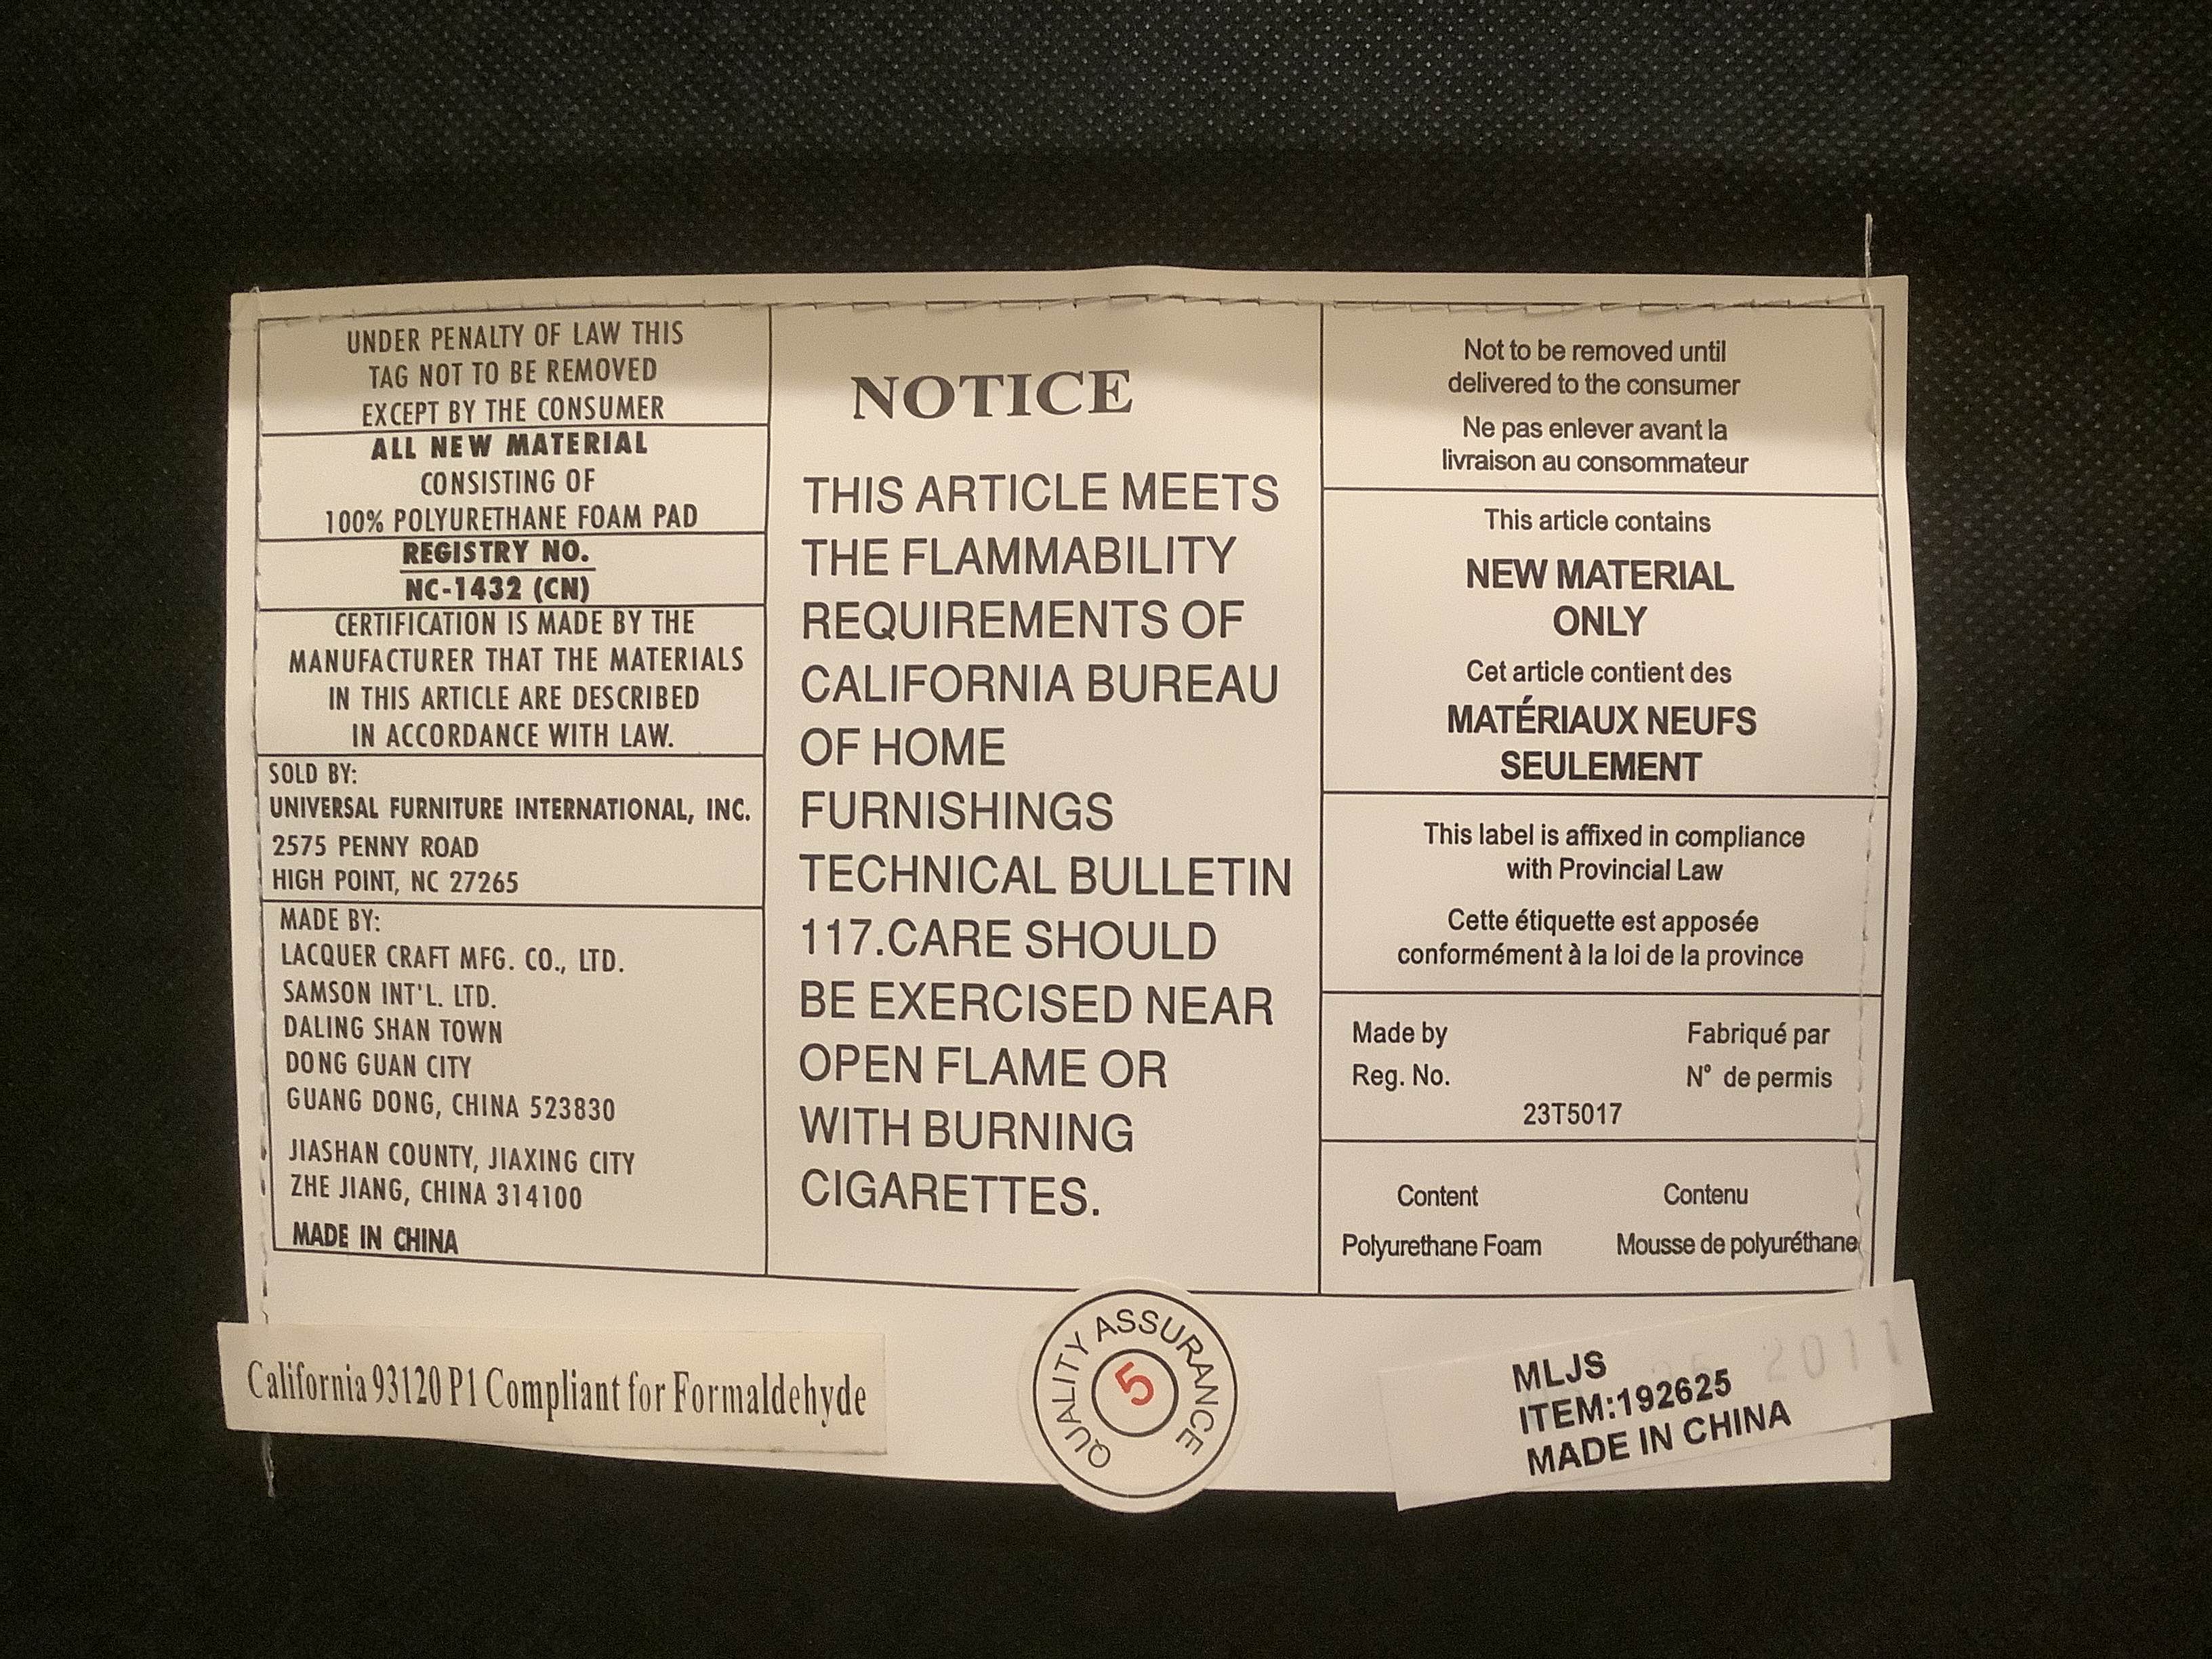 UNDER PENALTY OF LAW THIS
TAG NOT TO BE REMOVED
EXCEPT BY THE CONSUMER
ALL NEW MATERIAL
CONSISTING OF
100% POLYURETHANE FOAM PAD
REGISTRY NO.
NC-1432 (CN)
CERTIFICATION IS MADE BY THE
MANUFACTURER THAT THE MATERIALS
IN THIS ARTICLE ARE DESCRIBED
IN ACCORDANCE WITH LAW.
SOLD BY:
UNIVERSAL FURNITURE INTERNATIONAL, INC.
2575 PENNY ROAD
HIGH POINT, NC 27265
MADE BY:
LACQUER CRAFT MFG. CO., LTD.
SAMSON INT'L. LTD.
DALING SHAN TOWN
DONG GUAN CITY
GUANG DONG, CHINA 523830
JIASHAN COUNTY, JIAXING CITY
ZHE JIANG, CHINA 314100
MADE IN CHINA
NOTICE
THIS ARTICLE MEETS
THE FLAMMABILITY
REQUIREMENTS OF
CALIFORNIA BUREAU
OF HOME
FURNISHINGS
TECHNICAL BULLETIN
117.CARE SHOULD
BE EXERCISED NEAR
OPEN FLAME OR
WITH BURNING
CIGARETTES.
Not to be removed until
delivered to the consumer
Ne pas enlever avant la
livraison au consommateur
This article contains
NEW MATERIAL
ONLY
Cet article contient des
MATÉRIAUX NEUFS
SEULEMENT
This label is affixed in compliance
with Provincial Law
Cette étiquette est apposée
conformément à la loi de la province
Made by Fabriqué par
Reg. No. N° de permis
23T5017
Content Contenu
Polyurethane Foam Mousse de polyuréthane
California 93120 P1 Compliant for Formaldehyde
QUALITY ASSURANCE
5
2011
MLJS
ITEM:192625
MADE IN CHINA